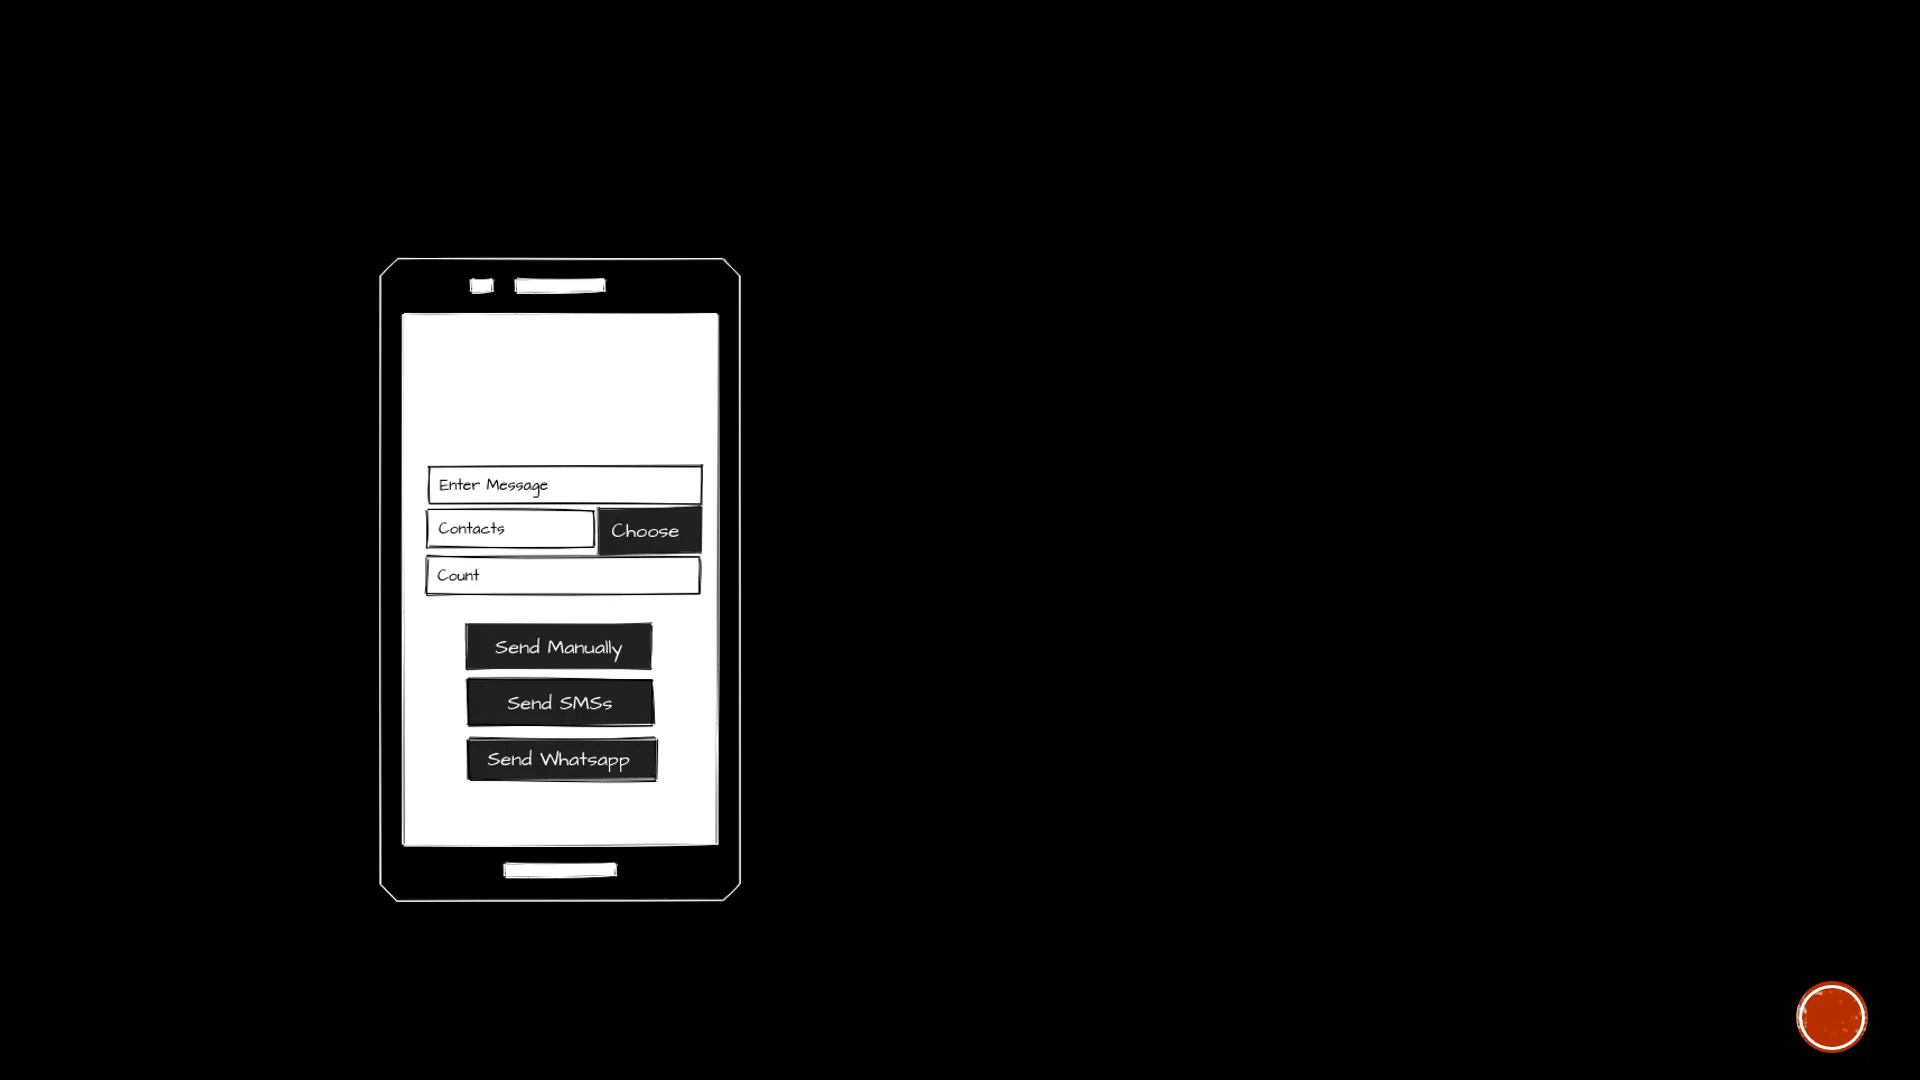 Enter Message
Contacts Choose
Count
Send Manually
Send SMSs
Send Whatsapp